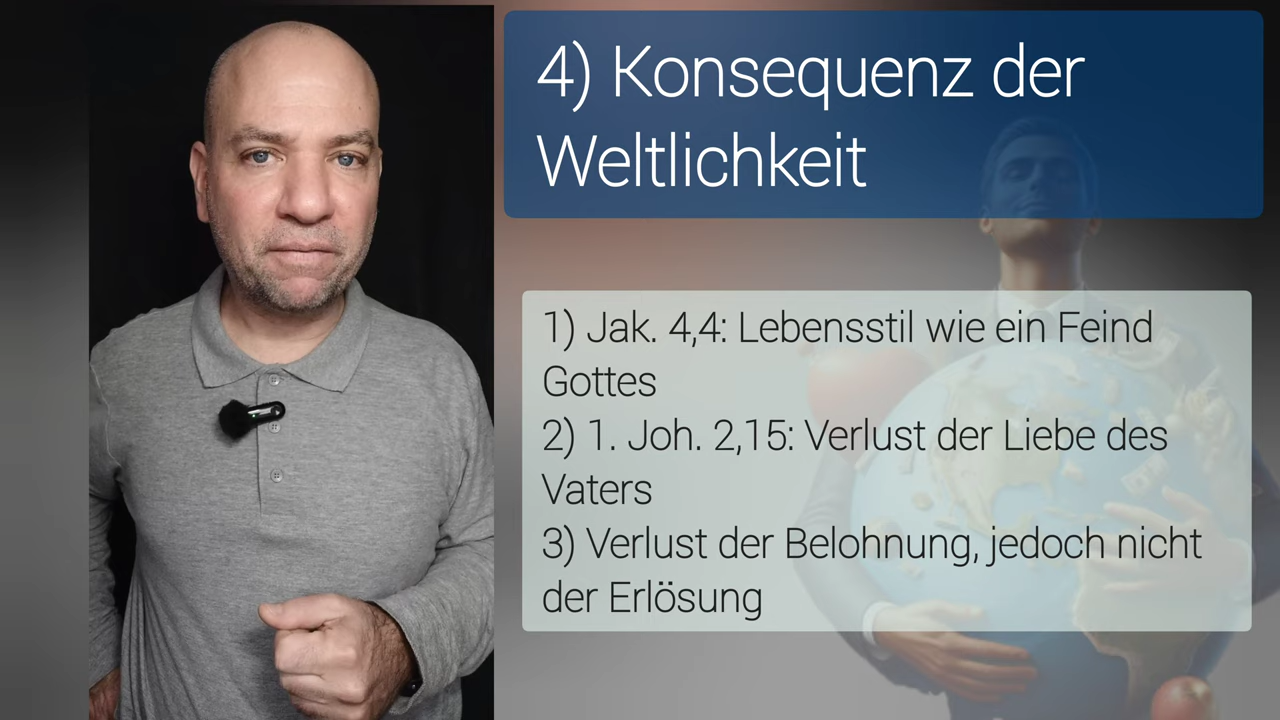 4) Konsequenz der
Weltlichkeit
1) Jak. 4,4: Lebensstil wie ein Feind
Gottes
2) 1. Joh. 2,15: Verlust der Liebe des
Vaters
3) Verlust der Belohnung, jedoch nicht
der Erlösung